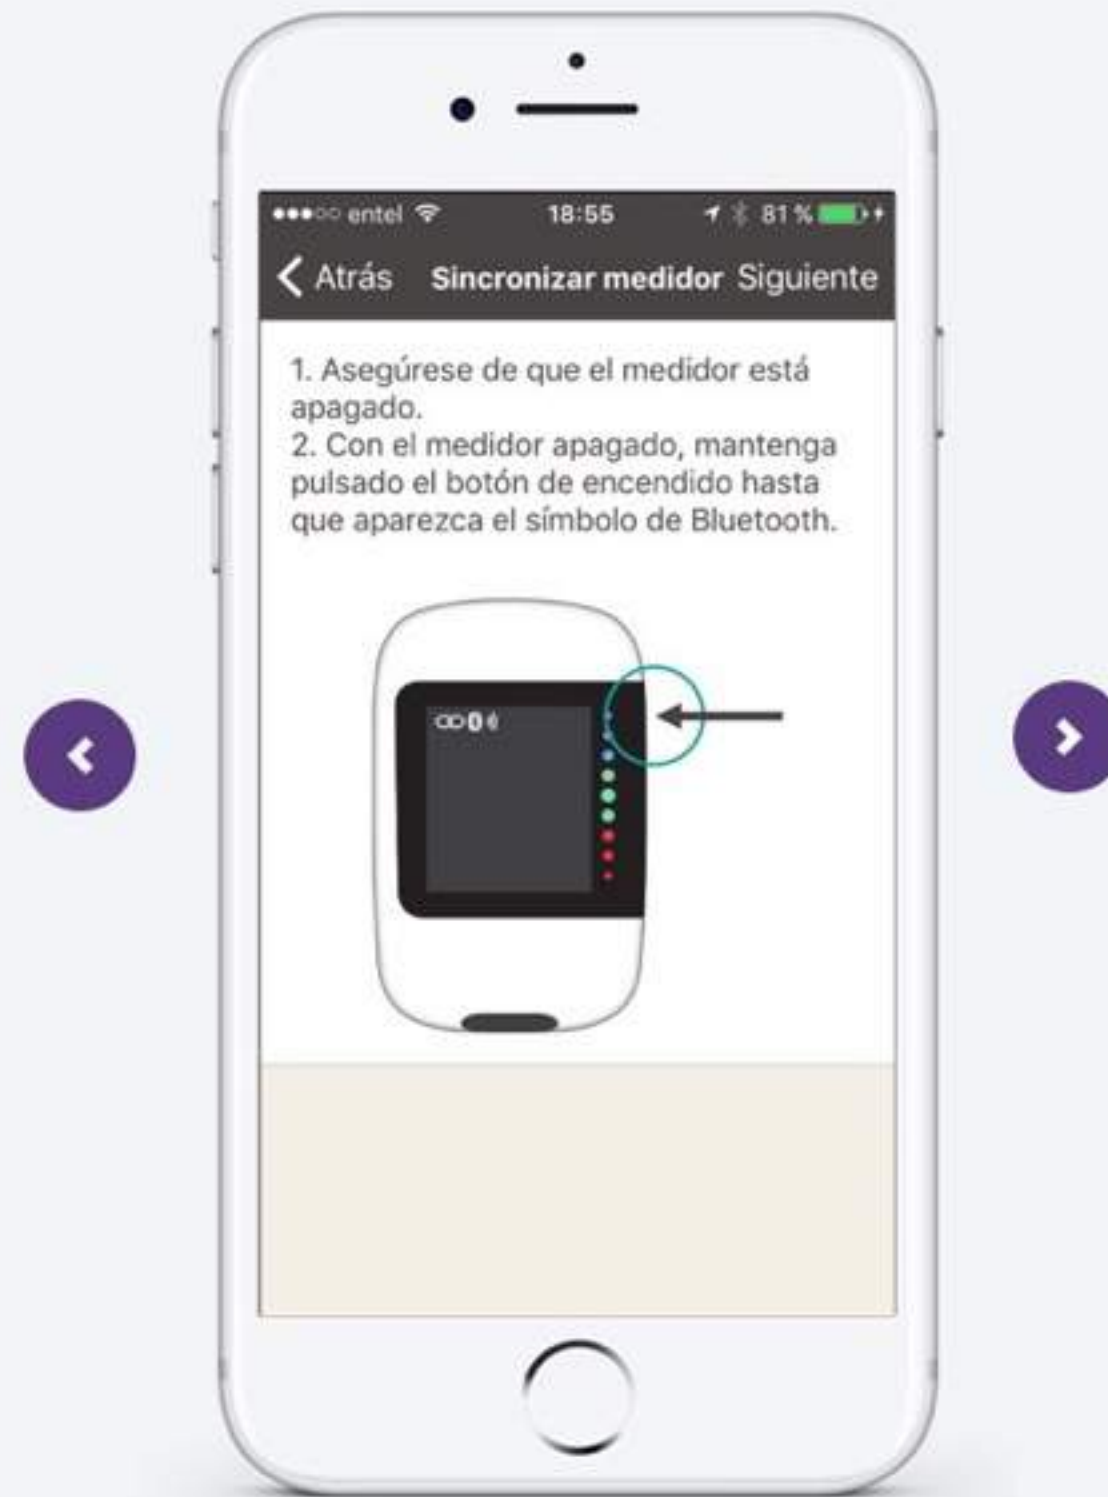 entel 18:55 81 %
Atrás Sincronizar medidor Siguiente
1. Asegúrese de que el medidor está
apagado.
2. Con el medidor apagado, mantenga
pulsado el botón de encendido hasta
que aparezca el símbolo de Bluetooth.